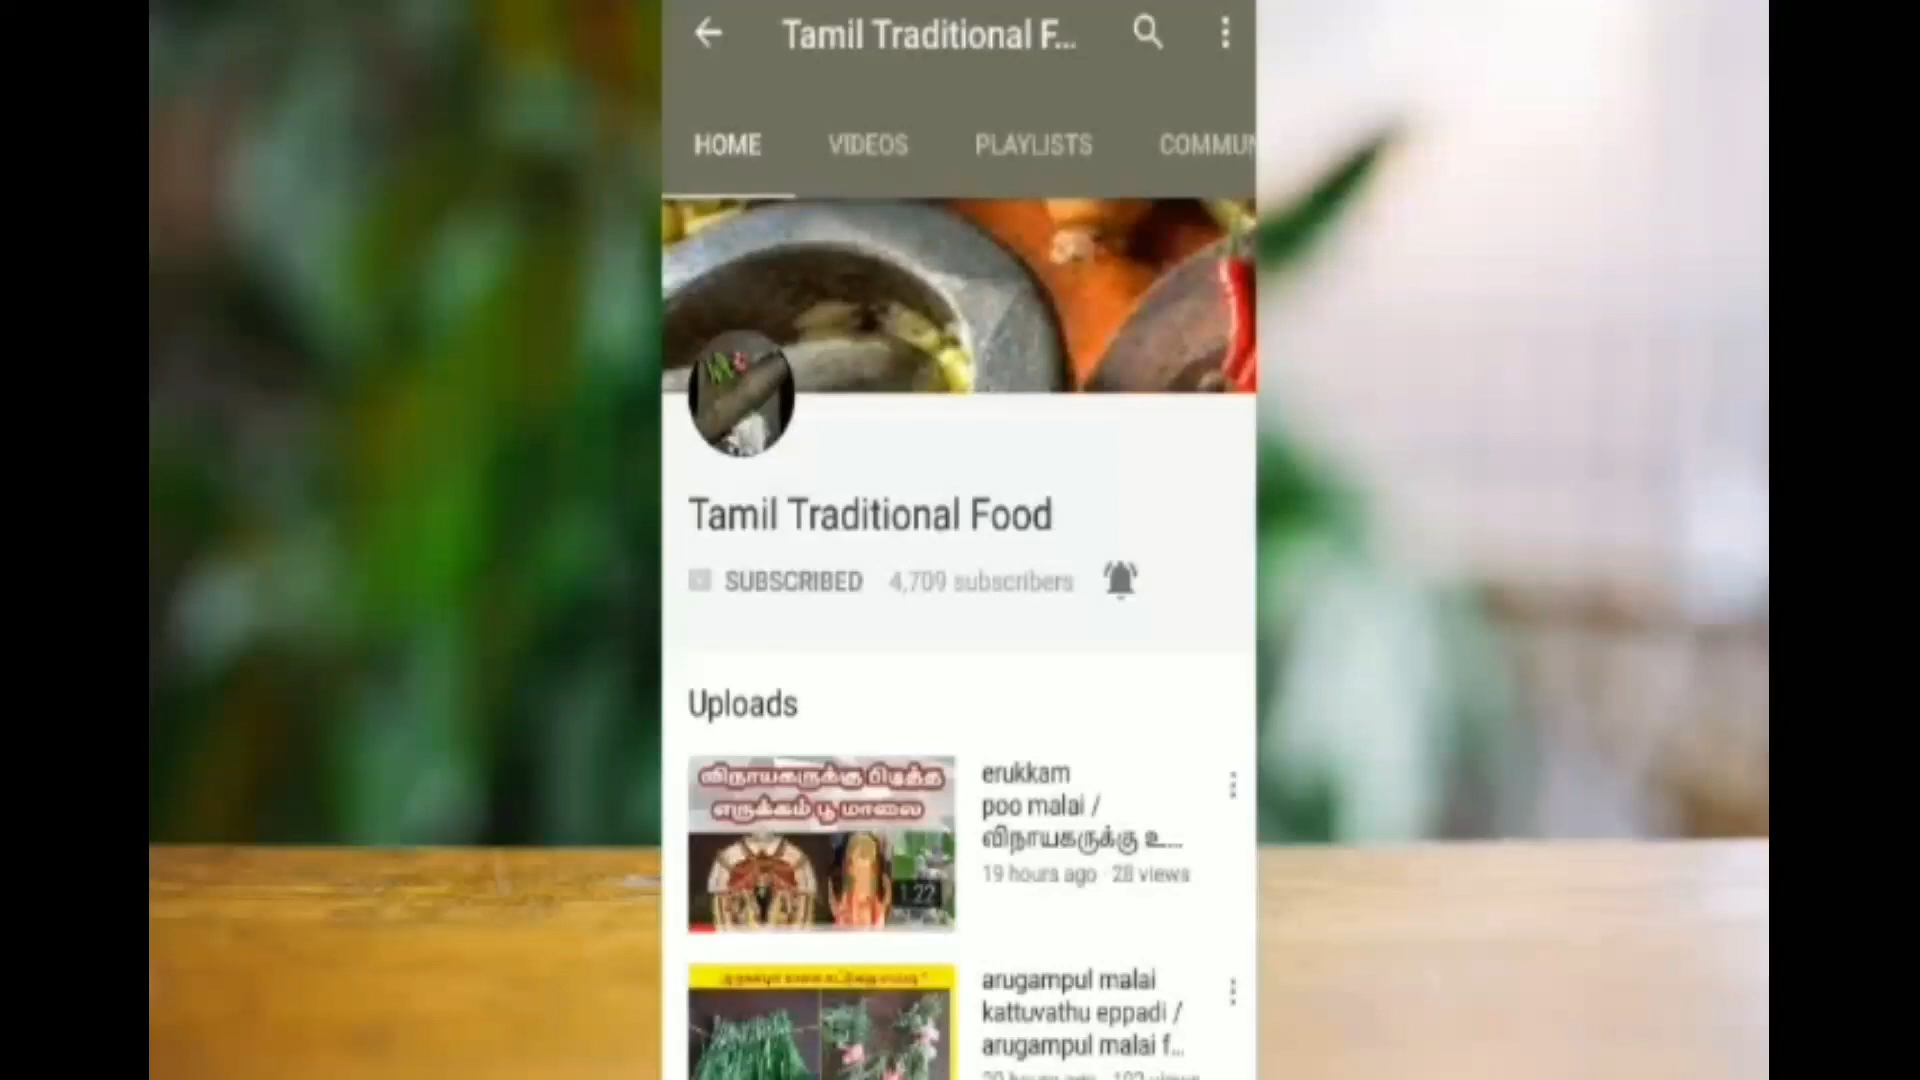 Tamil Traditional F...
HOME VIDEOS PLAYLISTS COMMUN
Tamil Traditional Food
SUBSCRIBED 4,709 subscribers
Uploads
விநாயகருக்கு பிடித்த
எருக்கம் பூ மாலை
1:22
erukkam
poo malai /
விநாயகருக்கு உ...
19 hours ago · 28 views
arugampul malai
kattuvathu eppadi /
arugampul malai f...